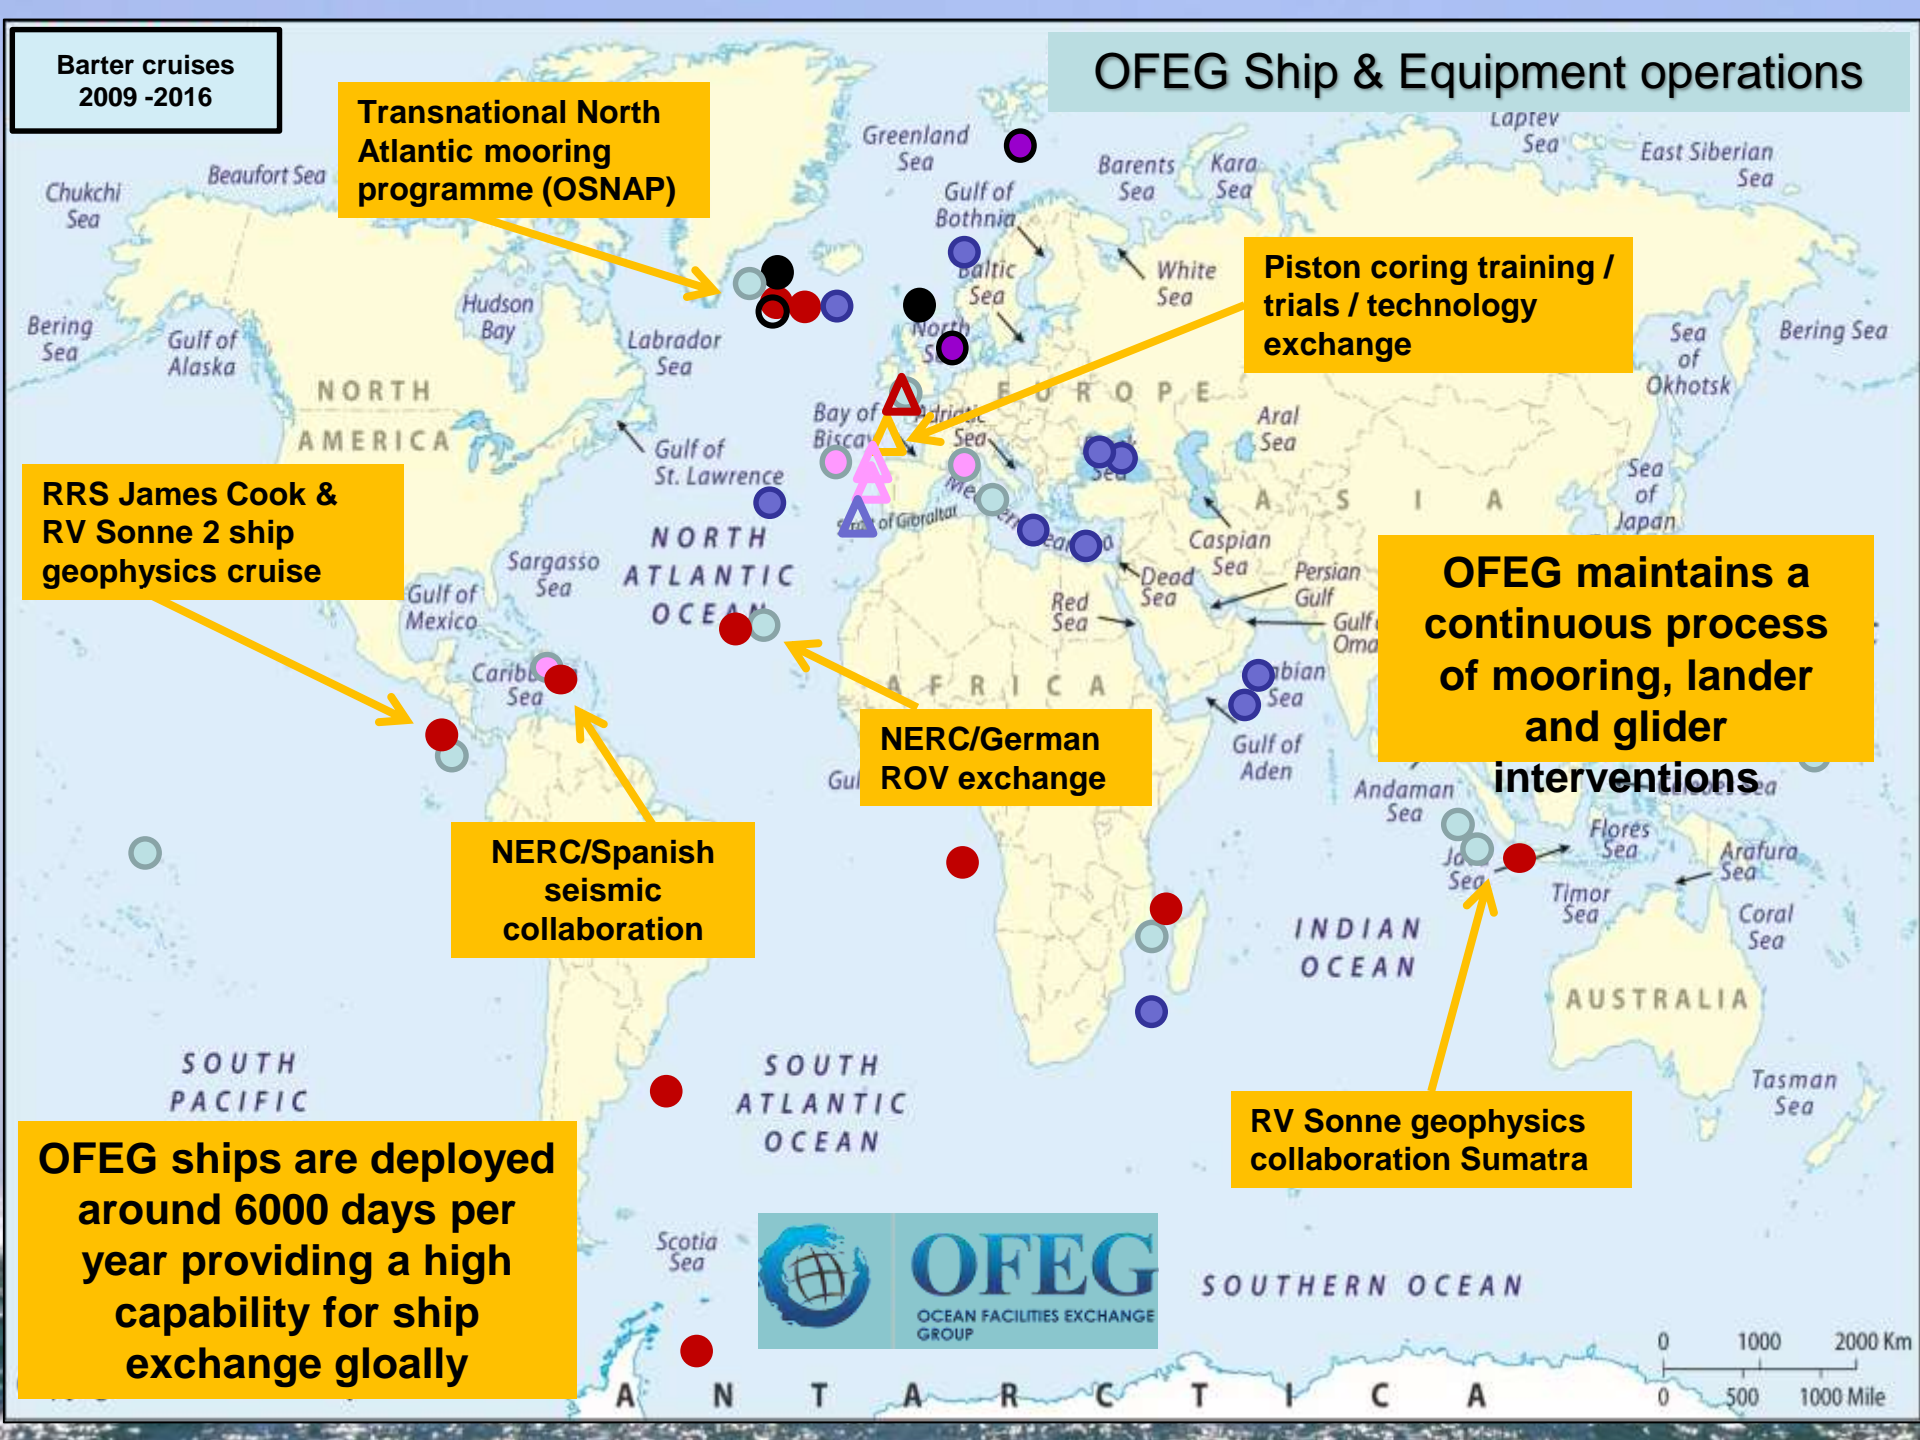 Barter cruises
2009 -2016
OFEG Ship & Equipment operations
Transnational North
Atlantic mooring
programme (OSNAP)
Piston coring training /
trials / technology
exchange
RRS James Cook &
RV Sonne 2 ship
geophysics cruise
OFEG maintains a
continuous process
of mooring, lander
and glider
interventions
NERC/German
ROV exchange
NERC/Spanish
seismic
collaboration
RV Sonne geophysics
collaboration Sumatra
OFEG ships are deployed
around 6000 days per
year providing a high
capability for ship
exchange gloally
OFEG
OCEAN FACILITIES EXCHANGE
GROUP
Chukchi
Sea
Beaufort Sea
Greenland
Sea
Gulf of
Bothnia
Barents
Sea
Kara
Sea
Laptev
Sea
East Siberian
Sea
Bering
Sea
Gulf of
Alaska
Hudson
Bay
Labrador
Sea
Baltic
Sea
White
Sea
North
Sea
of
Okhotsk
Bering Sea
NORTH
AMERICA
Gulf of
St. Lawrence
Bay of
Adriatic
Sea
EUROPE
Aral
Sea
Sea
of
Japan
ASIA
NORTH
ATLANTIC
OCEAN
Sargasso
Sea
Gulf of
Mexico
of Gibraltar
Caspian
Sea
Dead
Sea
Persian
Gulf
Red
Sea
Gulf
Sea
AFRICA
Sea
Gulf of
Aden
Andaman
Sea
Sea
Flores
Sea
Timor
Sea
Arafura
Sea
Coral
Sea
INDIAN
OCEAN
AUSTRALIA
Tasman
Sea
SOUTH
PACIFIC
SOUTH
ATLANTIC
OCEAN
Scotia
Sea
SOUTHERN OCEAN
ANTARCTICA
0 1000 2000 Km
0 500 1000 Mile